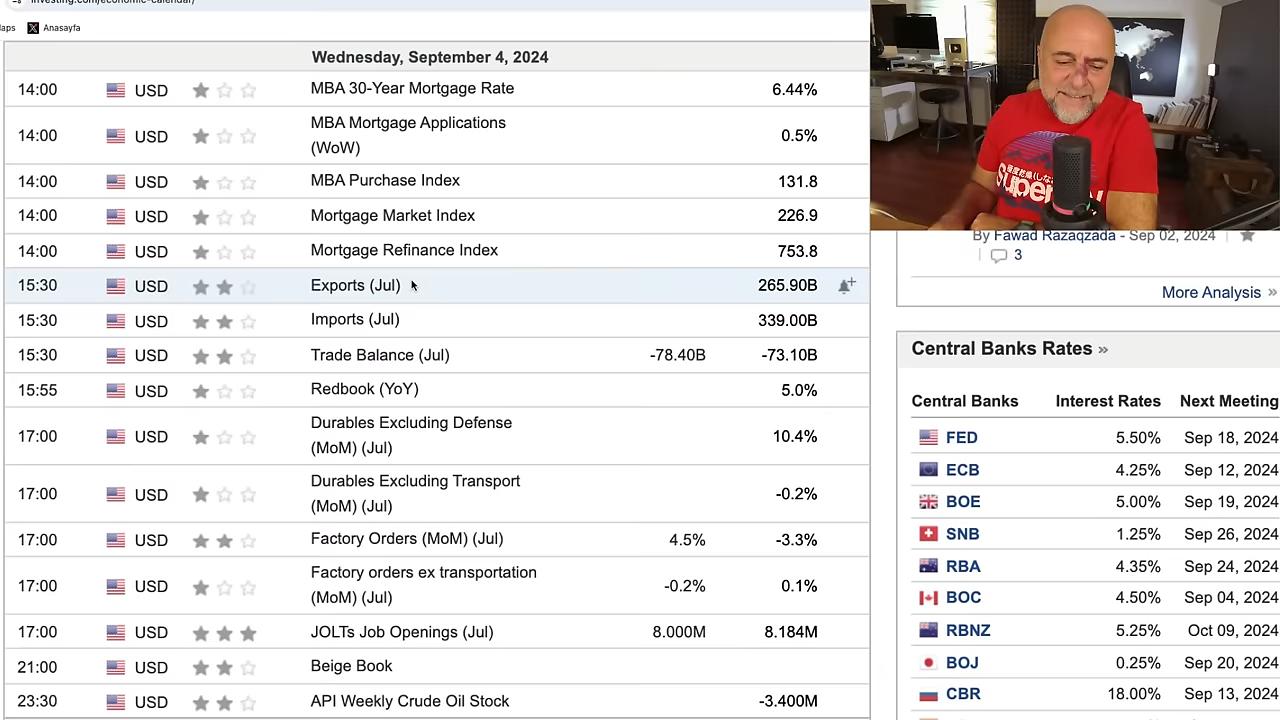 investing.com/economic-calendar/
Anasayfa
Wednesday, September 4, 2024
14:00 USD MBA 30-Year Mortgage Rate 6.44%
14:00 USD MBA Mortgage Applications (WoW) 0.5%
14:00 USD MBA Purchase Index 131.8
14:00 USD Mortgage Market Index 226.9
14:00 USD Mortgage Refinance Index 753.8
15:30 USD Exports (Jul) 265.90B
15:30 USD Imports (Jul) 339.00B
15:30 USD Trade Balance (Jul) -78.40B -73.10B
15:55 USD Redbook (YoY) 5.0%
17:00 USD Durables Excluding Defense (MoM) (Jul) 10.4%
17:00 USD Durables Excluding Transport (MoM) (Jul) -0.2%
17:00 USD Factory Orders (MoM) (Jul) 4.5% -3.3%
17:00 USD Factory orders ex transportation (MoM) (Jul) -0.2% 0.1%
17:00 USD JOLTs Job Openings (Jul) 8.000M 8.184M
21:00 USD Beige Book
23:30 USD API Weekly Crude Oil Stock -3.400M
By Fawad Razaqzada - Sep 02, 2024
3
More Analysis »
Central Banks Rates »
Central Banks Interest Rates Next Meeting
FED 5.50% Sep 18, 2024
ECB 4.25% Sep 12, 2024
BOE 5.00% Sep 19, 2024
SNB 1.25% Sep 26, 2024
RBA 4.35% Sep 24, 2024
BOC 4.50% Sep 04, 2024
RBNZ 5.25% Oct 09, 2024
BOJ 0.25% Sep 20, 2024
CBR 18.00% Sep 13, 2024